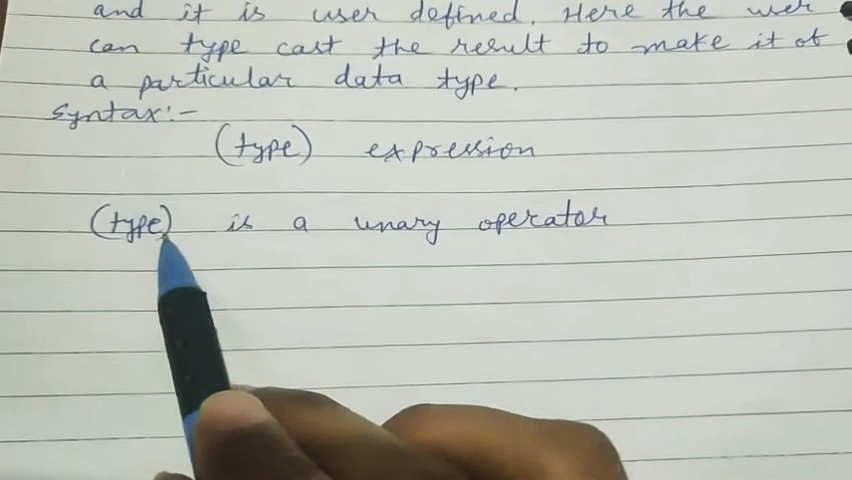 and it is user defined. Here the user
can type cast the result to make it of
a particular data type.
Syntax:-
(type) expression
(type) is a unary operator